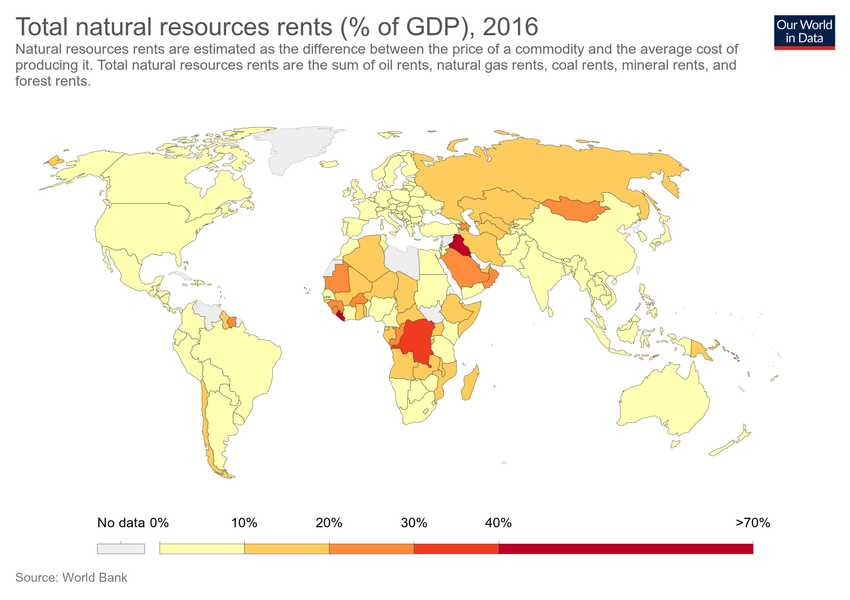 Total natural resources rents (% of GDP), 2016
Our World
in Data
Natural resources rents are estimated as the difference between the price of a commodity and the average cost of
producing it. Total natural resources rents are the sum of oil rents, natural gas rents, coal rents, mineral rents, and
forest rents.
No data 0% 10% 20% 30% 40% >70%
Source: World Bank